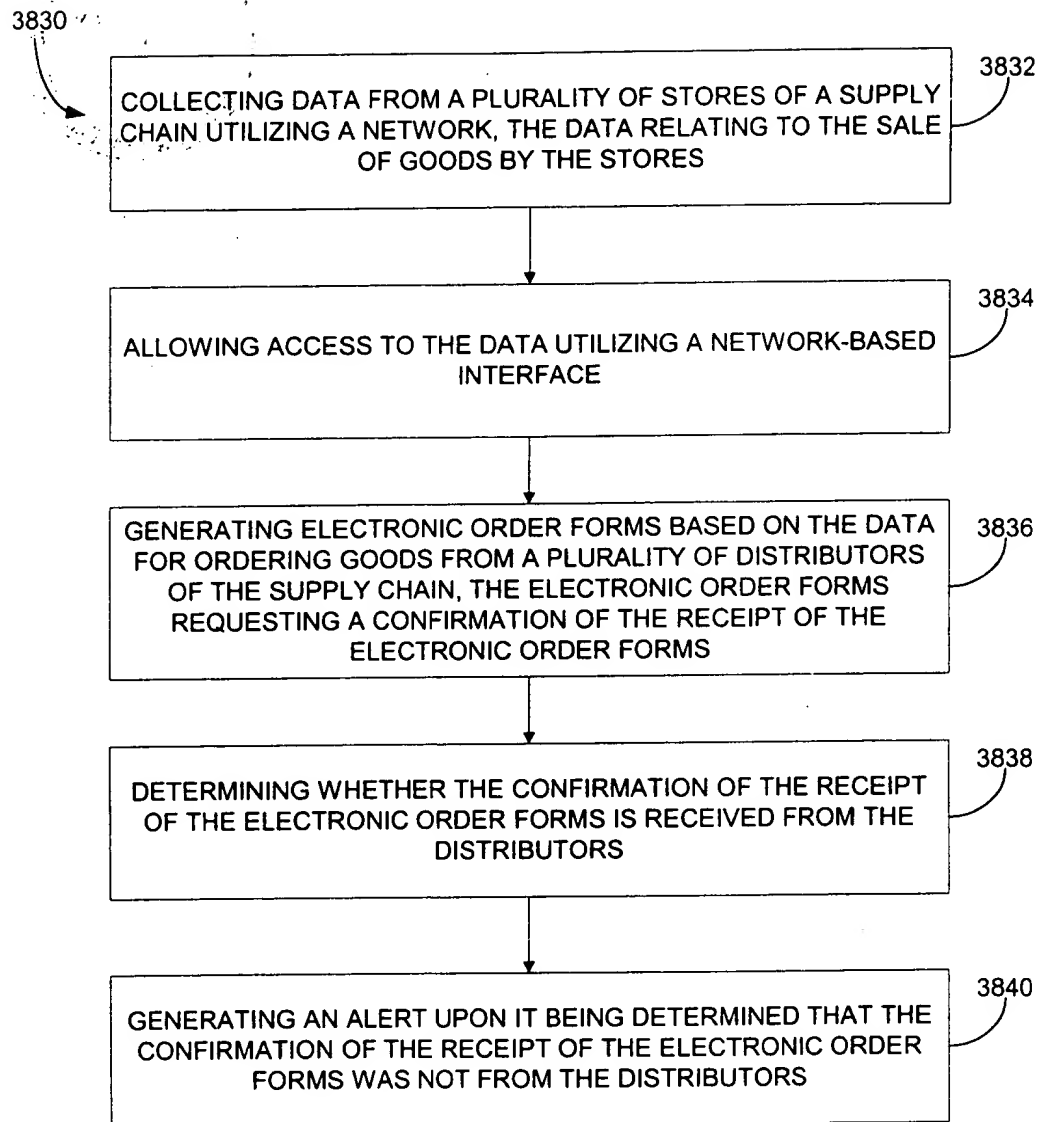 3830
3832
COLLECTING DATA FROM A PLURALITY OF STORES OF A SUPPLY
CHAIN UTILIZING A NETWORK, THE DATA RELATING TO THE SALE
OF GOODS BY THE STORES
3834
ALLOWING ACCESS TO THE DATA UTILIZING A NETWORK-BASED
INTERFACE
3836
GENERATING ELECTRONIC ORDER FORMS BASED ON THE DATA
FOR ORDERING GOODS FROM A PLURALITY OF DISTRIBUTORS
OF THE SUPPLY CHAIN, THE ELECTRONIC ORDER FORMS
REQUESTING A CONFIRMATION OF THE RECEIPT OF THE
ELECTRONIC ORDER FORMS
3838
DETERMINING WHETHER THE CONFIRMATION OF THE RECEIPT
OF THE ELECTRONIC ORDER FORMS IS RECEIVED FROM THE
DISTRIBUTORS
3840
GENERATING AN ALERT UPON IT BEING DETERMINED THAT THE
CONFIRMATION OF THE RECEIPT OF THE ELECTRONIC ORDER
FORMS WAS NOT FROM THE DISTRIBUTORS